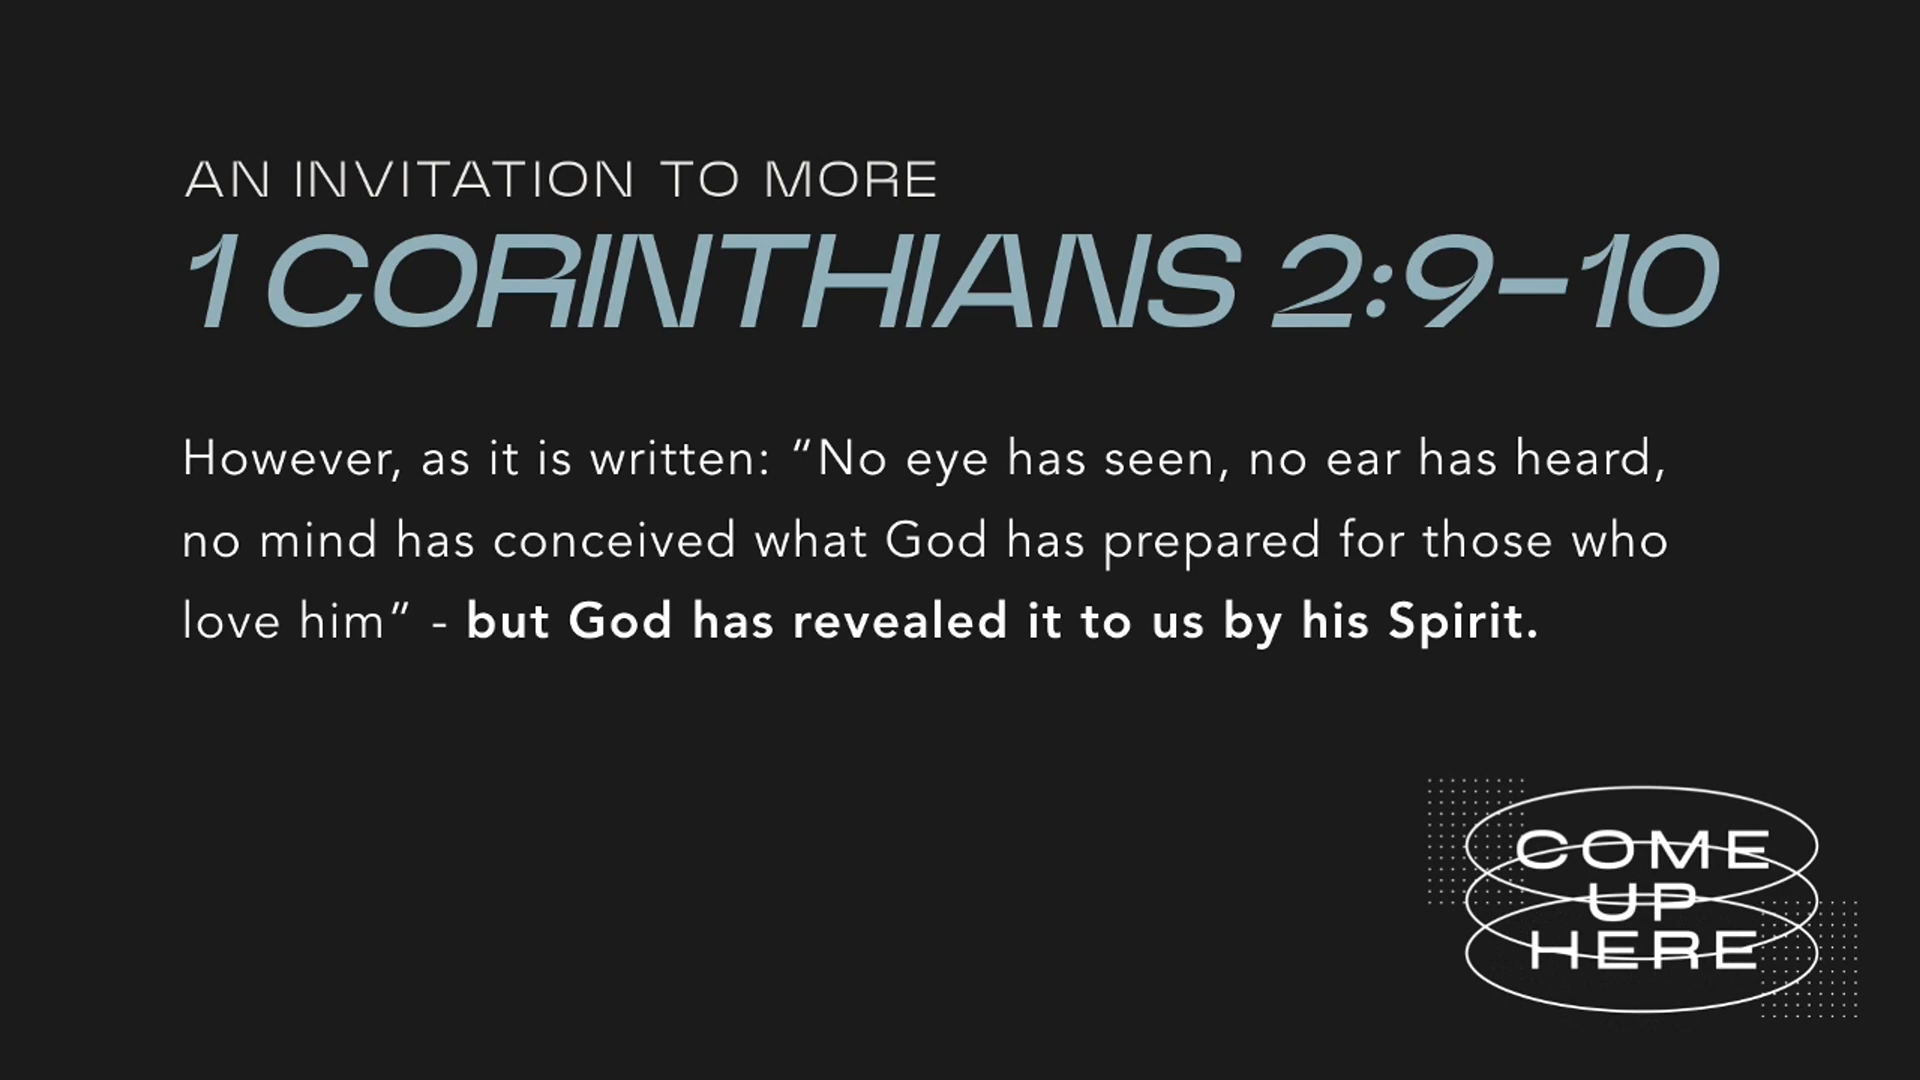 AN INVITATION TO MORE
1 CORINTHIANS 2:9-10
However, as it is written: “No eye has seen, no ear has heard,
no mind has conceived what God has prepared for those who
love him” - but God has revealed it to us by his Spirit.
COME
UP
HERE